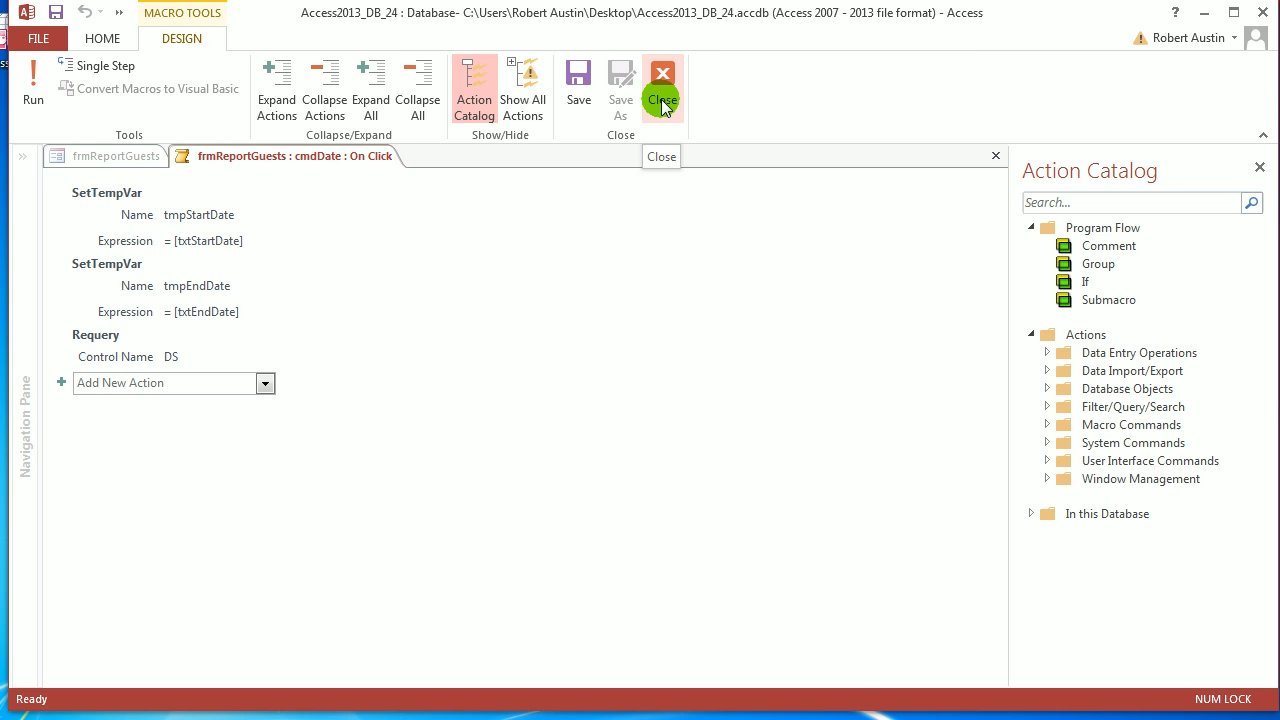 MACRO TOOLS
Access2013_DB_24 : Database- C:\Users\Robert Austin\Desktop\Access2013_DB_24.accdb (Access 2007 - 2013 file format) - Access
?
FILE
HOME
DESIGN
Robert Austin
Run
Single Step
Convert Macros to Visual Basic
Tools
Expand Actions
Collapse Actions
Expand All
Collapse All
Collapse/Expand
Action Catalog
Show All Actions
Show/Hide
Save
Save As
Close
Close
Close
frmReportGuests
frmReportGuests : cmdDate : On Click
SetTempVar
Name tmpStartDate
Expression = [txtStartDate]
SetTempVar
Name tmpEndDate
Expression = [txtEndDate]
Requery
Control Name DS
Add New Action
Navigation Pane
Action Catalog
Search...
Program Flow
Comment
Group
If
Submacro
Actions
Data Entry Operations
Data Import/Export
Database Objects
Filter/Query/Search
Macro Commands
System Commands
User Interface Commands
Window Management
In this Database
Ready
NUM LOCK